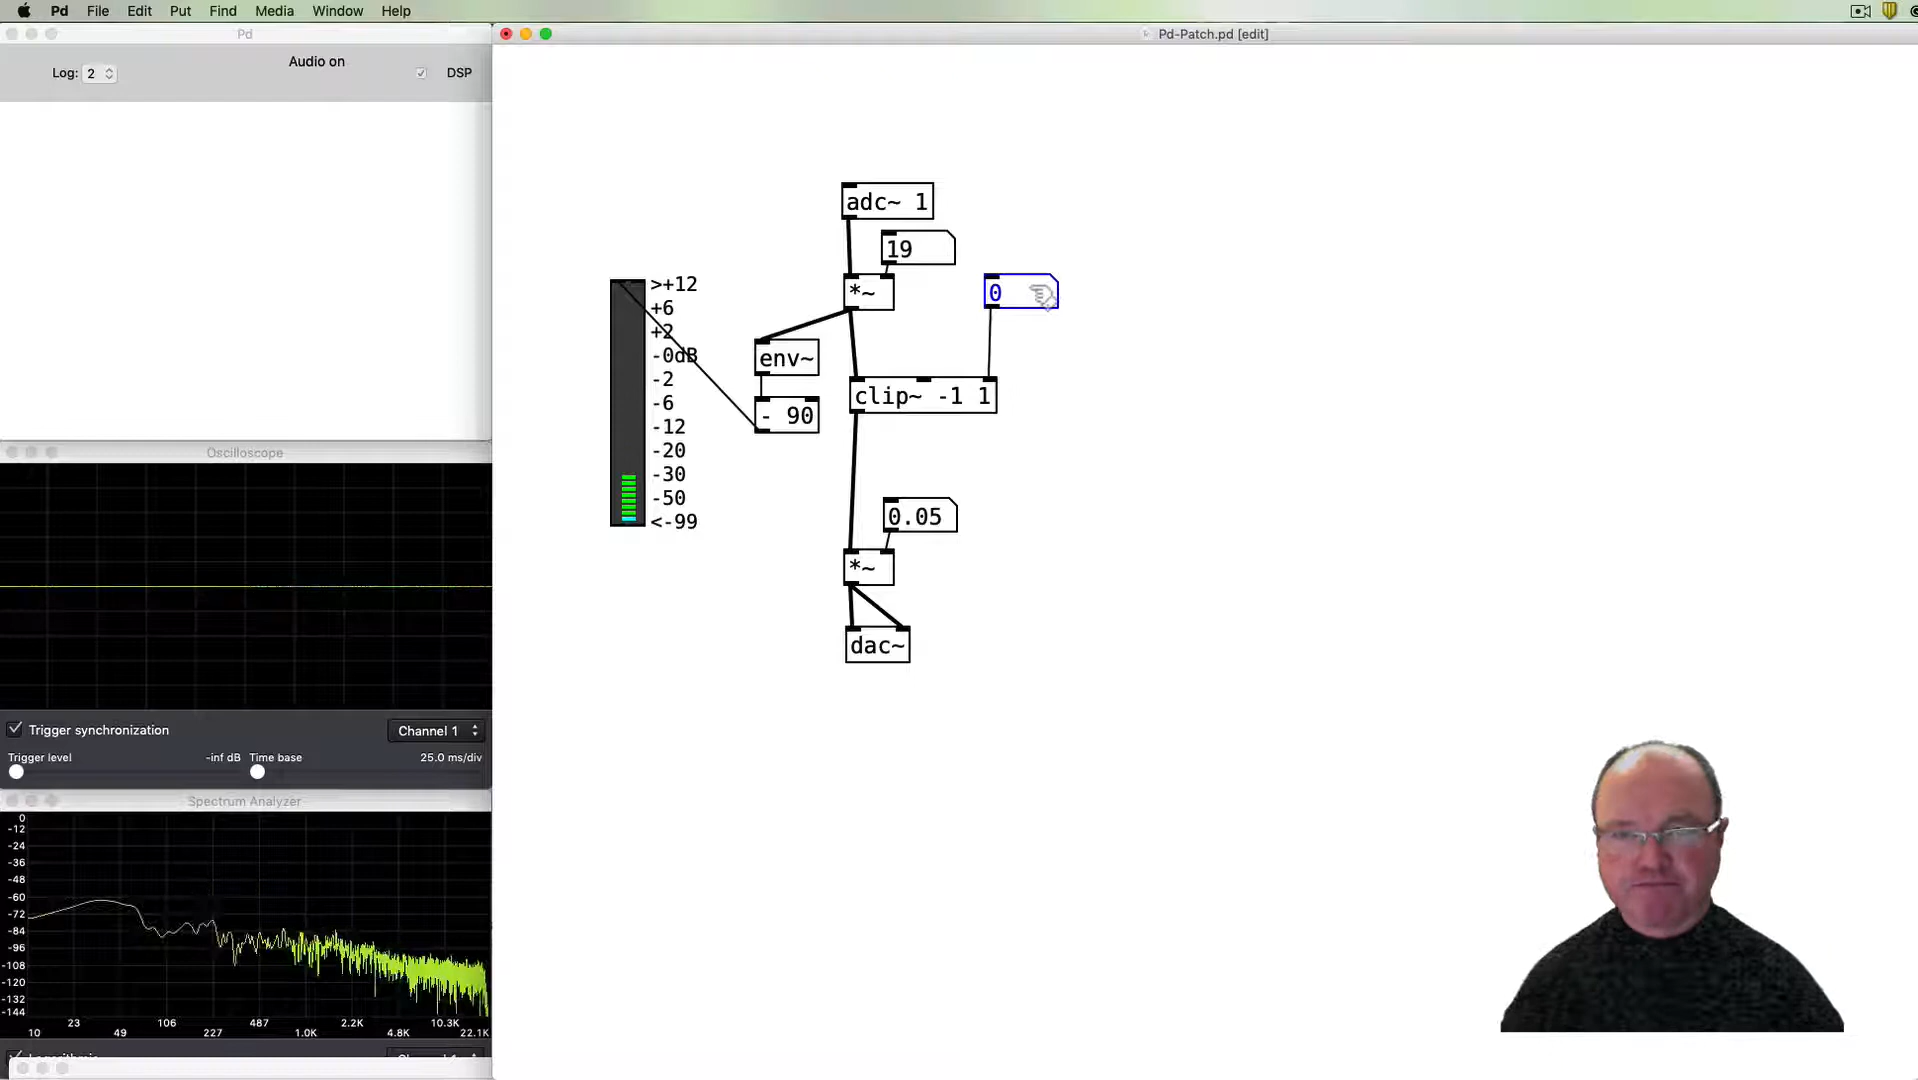 Pd File Edit Put Find Media Window Help
Pd
Pd-Patch.pd [edit]
Audio on
Log: 2
DSP
adc~ 1
19
*~
0
>+12
+6
+2
-0dB
-2
-6
-12
-20
-30
-50
<-99
env~
- 90
clip~ -1 1
0.05
*~
dac~
Oscilloscope
Trigger synchronization
Channel 1
Trigger level
-inf dB
Time base
25.0 ms/div
Spectrum Analyzer
0
-12
-24
-36
-48
-60
-72
-84
-96
-108
-120
-132
-144
23 106 487 2.2K 10.3K
10 49 227 1.0K 4.8K 22.1K
Logarithmic
Channel 1